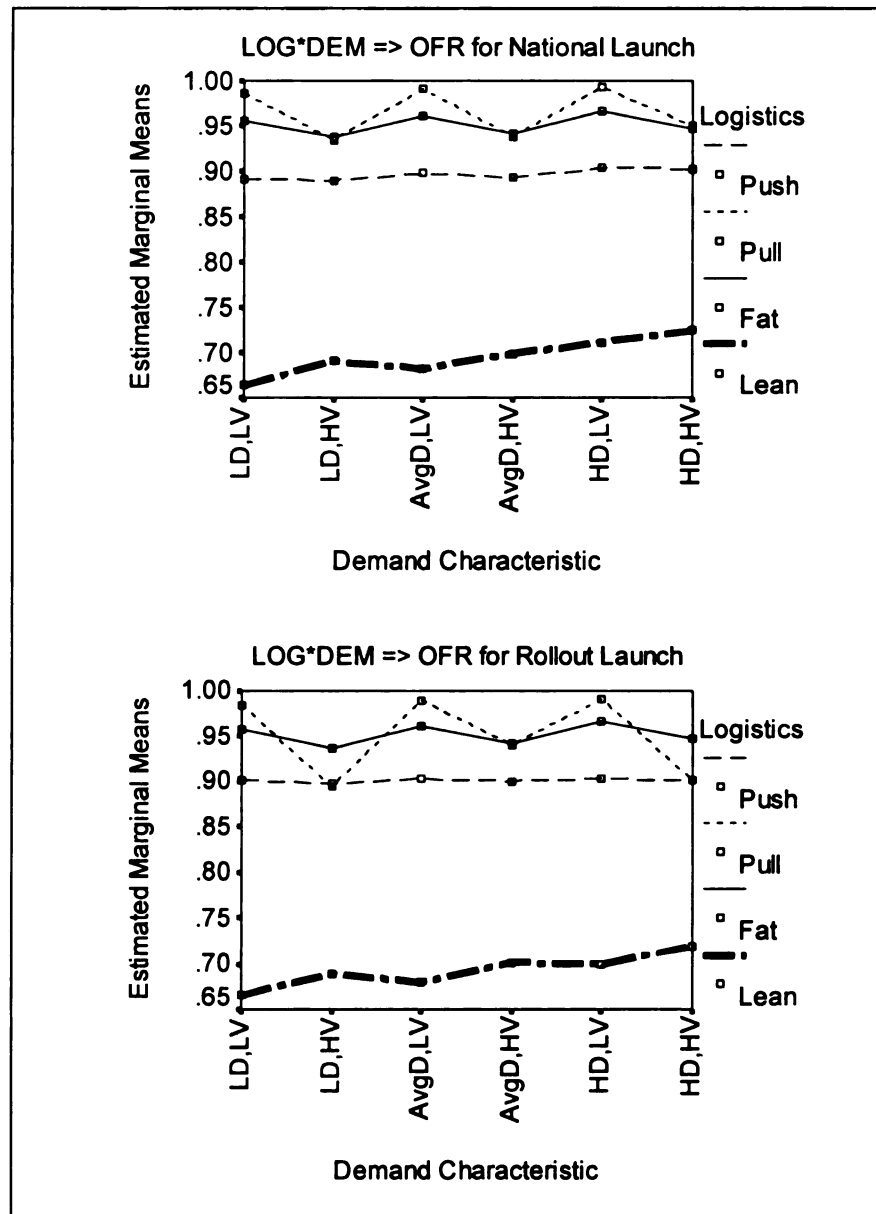 LOG*DEM => OFR for National Launch
Estimated Marginal Means
1.00
.95
.90
.85
.80
.75
.70
.65
LD,LV
LD,HV
AvgD,LV
AvgD,HV
HD,LV
HD,HV
Demand Characteristic
Logistics
Push
Pull
Fat
Lean
LOG*DEM => OFR for Rollout Launch
Estimated Marginal Means
1.00
.95
.90
.85
.80
.75
.70
.65
LD,LV
LD,HV
AvgD,LV
AvgD,HV
HD,LV
HD,HV
Demand Characteristic
Logistics
Push
Pull
Fat
Lean